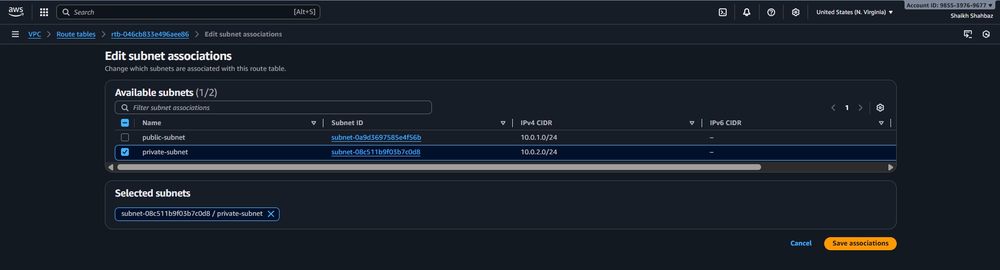 aws
Search [Alt+S]
United States (N. Virginia)
Account ID: 9855-3976-9677
Shaikh Shahbaz
VPC
Route tables
rtb-046cb833e496aee86
Edit subnet associations
Edit subnet associations
Change which subnets are associated with this route table.
Available subnets (1/2)
Filter subnet associations
1
Name Subnet ID IPv4 CIDR IPv6 CIDR
public-subnet subnet-0a9d3697585e4f56b 10.0.1.0/24 –
private-subnet subnet-08c511b9f03b7c0d8 10.0.2.0/24 –
Selected subnets
subnet-08c511b9f03b7c0d8 / private-subnet
Cancel
Save associations